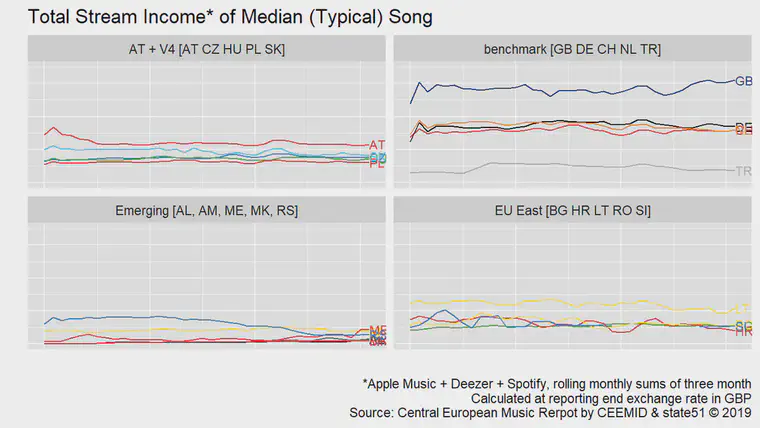 Total Stream Income* of Median (Typical) Song
AT + V4 [AT CZ HU PL SK]
benchmark [GB DE CH NL TR]
AT
PL
GB
DE
TR
Emerging [AL, AM, ME, MK, RS]
EU East [BG HR LT RO SI]
ME
LT
BG
HR
*Apple Music + Deezer + Spotify, rolling monthly sums of three month
Calculated at reporting end exchange rate in GBP
Source: Central European Music Rerpot by CEEMID & state51 © 2019